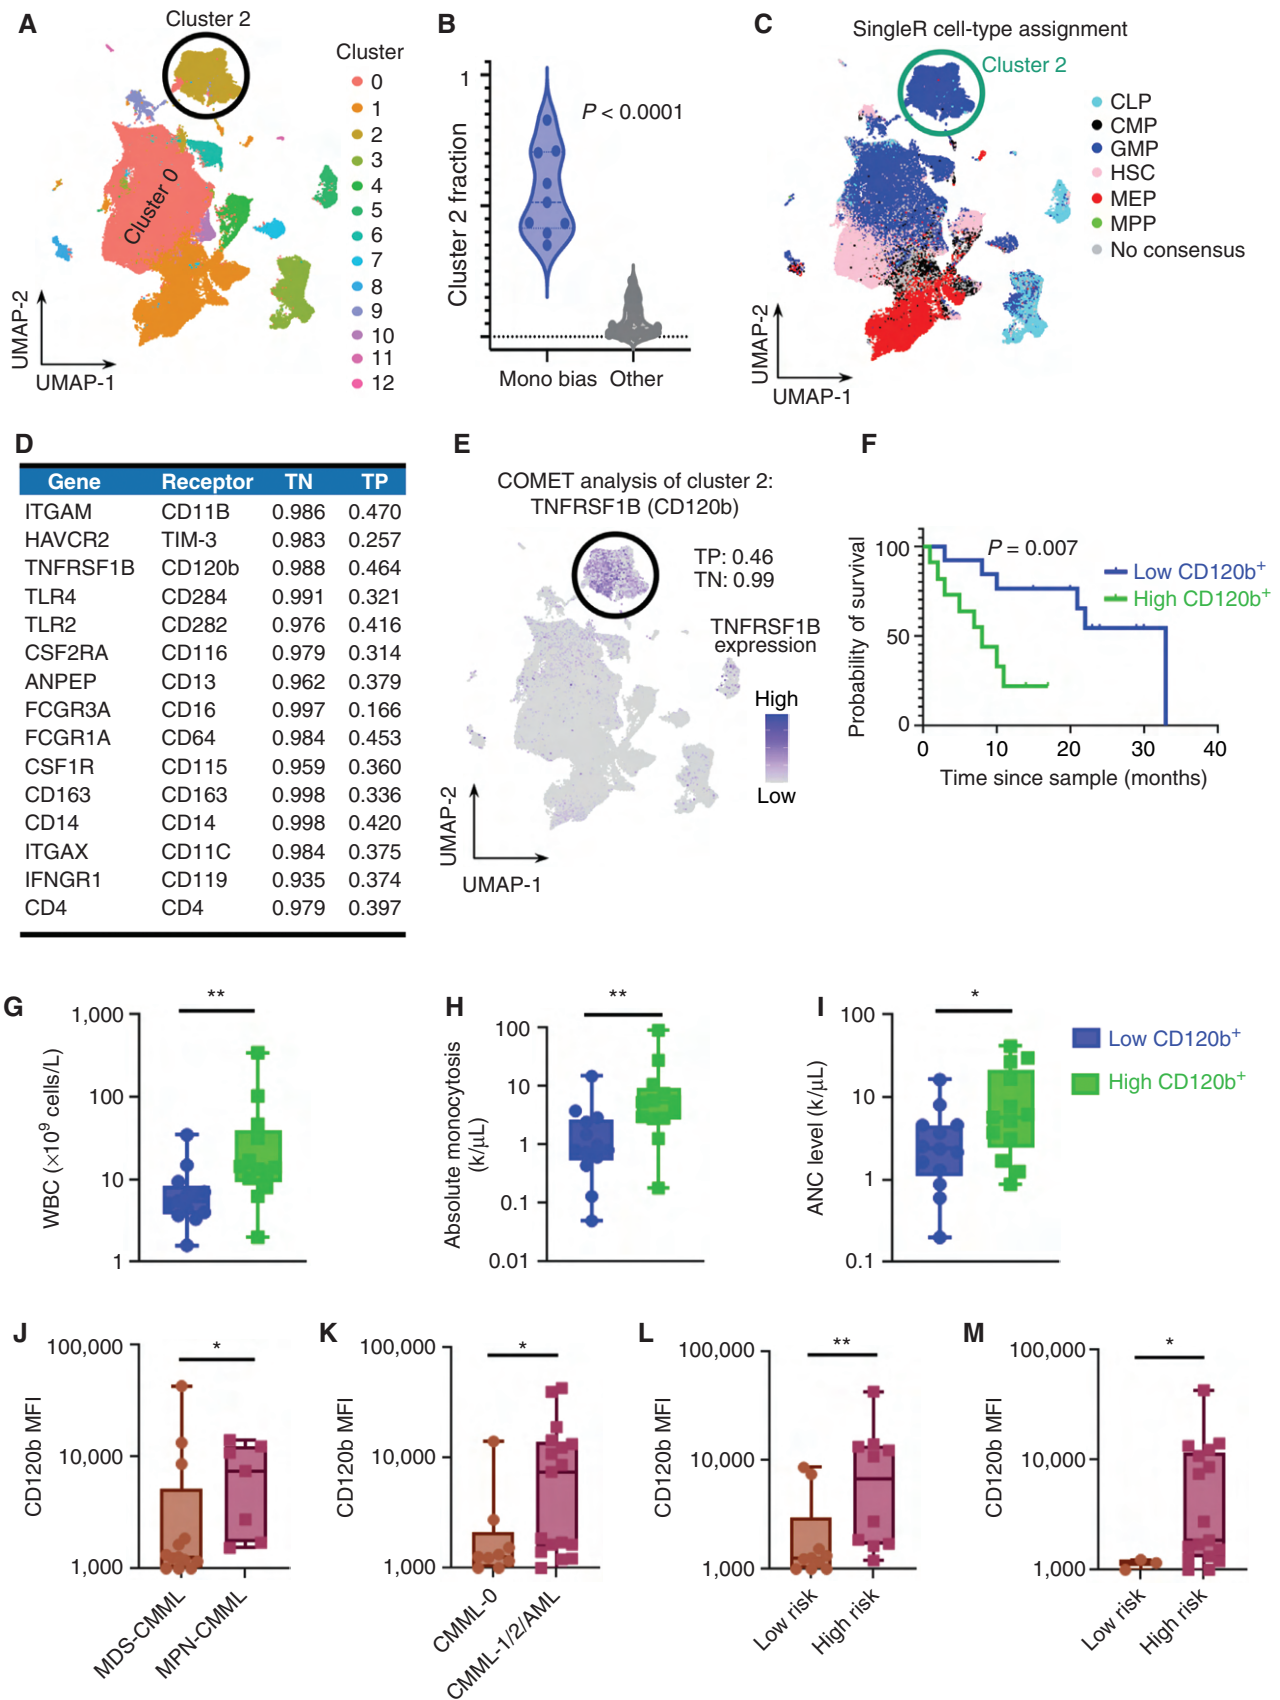 A
Cluster 2
Cluster
0
1
2
3
4
5
6
7
8
9
10
11
12
Cluster 0
UMAP-2
UMAP-1
B
1
0
P < 0.0001
Cluster 2 fraction
Mono bias Other
C
SingleR cell-type assignment
Cluster 2
CLP
CMP
GMP
HSC
MEP
MPP
No consensus
UMAP-2
UMAP-1
D
Gene Receptor TN TP
ITGAM CD11B 0.986 0.470
HAVCR2 TIM-3 0.983 0.257
TNFRSF1B CD120b 0.988 0.464
TLR4 CD284 0.991 0.321
TLR2 CD282 0.976 0.416
CSF2RA CD116 0.979 0.314
ANPEP CD13 0.962 0.379
FCGR3A CD16 0.997 0.166
FCGR1A CD64 0.984 0.453
CSF1R CD115 0.959 0.360
CD163 CD163 0.998 0.336
CD14 CD14 0.998 0.420
ITGAX CD11C 0.984 0.375
IFNGR1 CD119 0.935 0.374
CD4 CD4 0.979 0.397
E
COMET analysis of cluster 2:
TNFRSF1B (CD120b)
TP: 0.46
TN: 0.99
TNFRSF1B
expression
High
Low
UMAP-2
UMAP-1
F
P = 0.007
Low CD120b+
High CD120b+
Probability of survival
100
50
0
0 10 20 30 40
Time since sample (months)
G
**
WBC (×10⁹ cells/L)
1,000
100
10
1
H
**
Absolute monocytosis
(k/μL)
100
10
1
0.1
0.01
I
*
ANC level (k/μL)
100
10
1
0.1
Low CD120b+
High CD120b+
J
*
CD120b MFI
100,000
10,000
1,000
MDS-CMML
MPN-CMML
K
*
CD120b MFI
100,000
10,000
1,000
CMML-0
CMML-1/2/AML
L
**
CD120b MFI
100,000
10,000
1,000
Low risk
High risk
M
*
CD120b MFI
100,000
10,000
1,000
Low risk
High risk